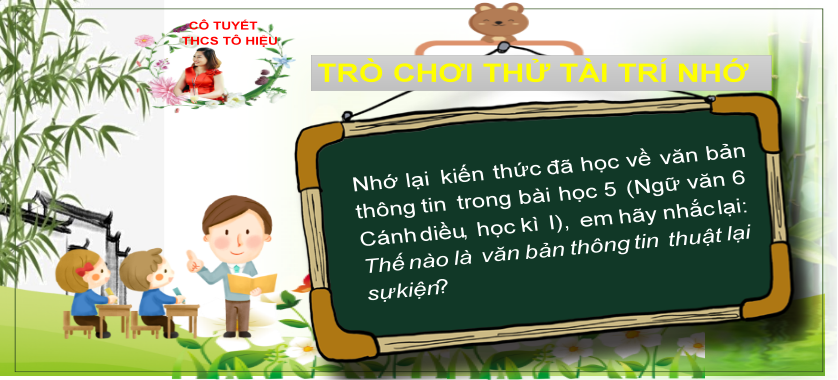 CÔ TUYẾT
THCS TÔ HIỆU
TRÒ CHƠI THỬ TÀI TRÍ NHỚ
Nhớ lại kiến thức đã học về văn bản
thông tin trong bài học 5 (Ngữ văn 6
Cánh diều, học kì I), em hãy nhắc lại:
Thế nào là văn bản thông tin thuật lại
sự kiện?